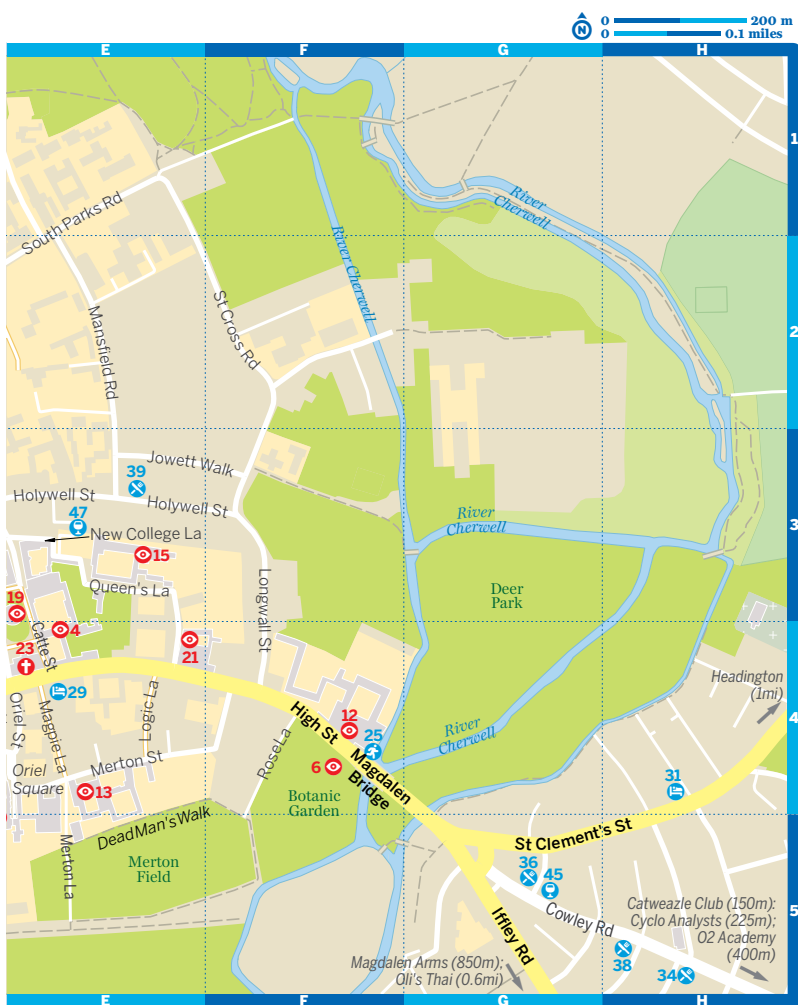 N
0 200 m
0 0.1 miles
E F G H
1
South Parks Rd
River
Cherwell
River Cherwell
2
Mansfield Rd
St Cross Rd
Jowett Walk
39
Holywell St
Holywell St
47
New College La
15
3
River
Cherwell
Queen's La
Longwall St
Deer
Park
19
4
Catte St
23
21
29
Headington
(1mi)
4
Oriel St
Magpie La
Logic La
High St
12
25
River
Cherwell
Rose La
6
Magdalen
Bridge
Merton St
Oriel
Square
13
31
Botanic
Garden
Dead Man's Walk
St Clement's St
Merton La
Merton
Field
36
45
Cowley Rd
Catweazle Club (150m);
Cyclo Analysts (225m);
O2 Academy
(400m)
5
Iffley Rd
38
34
Magdalen Arms (850m);
Oli's Thai (0.6mi)
E F G H